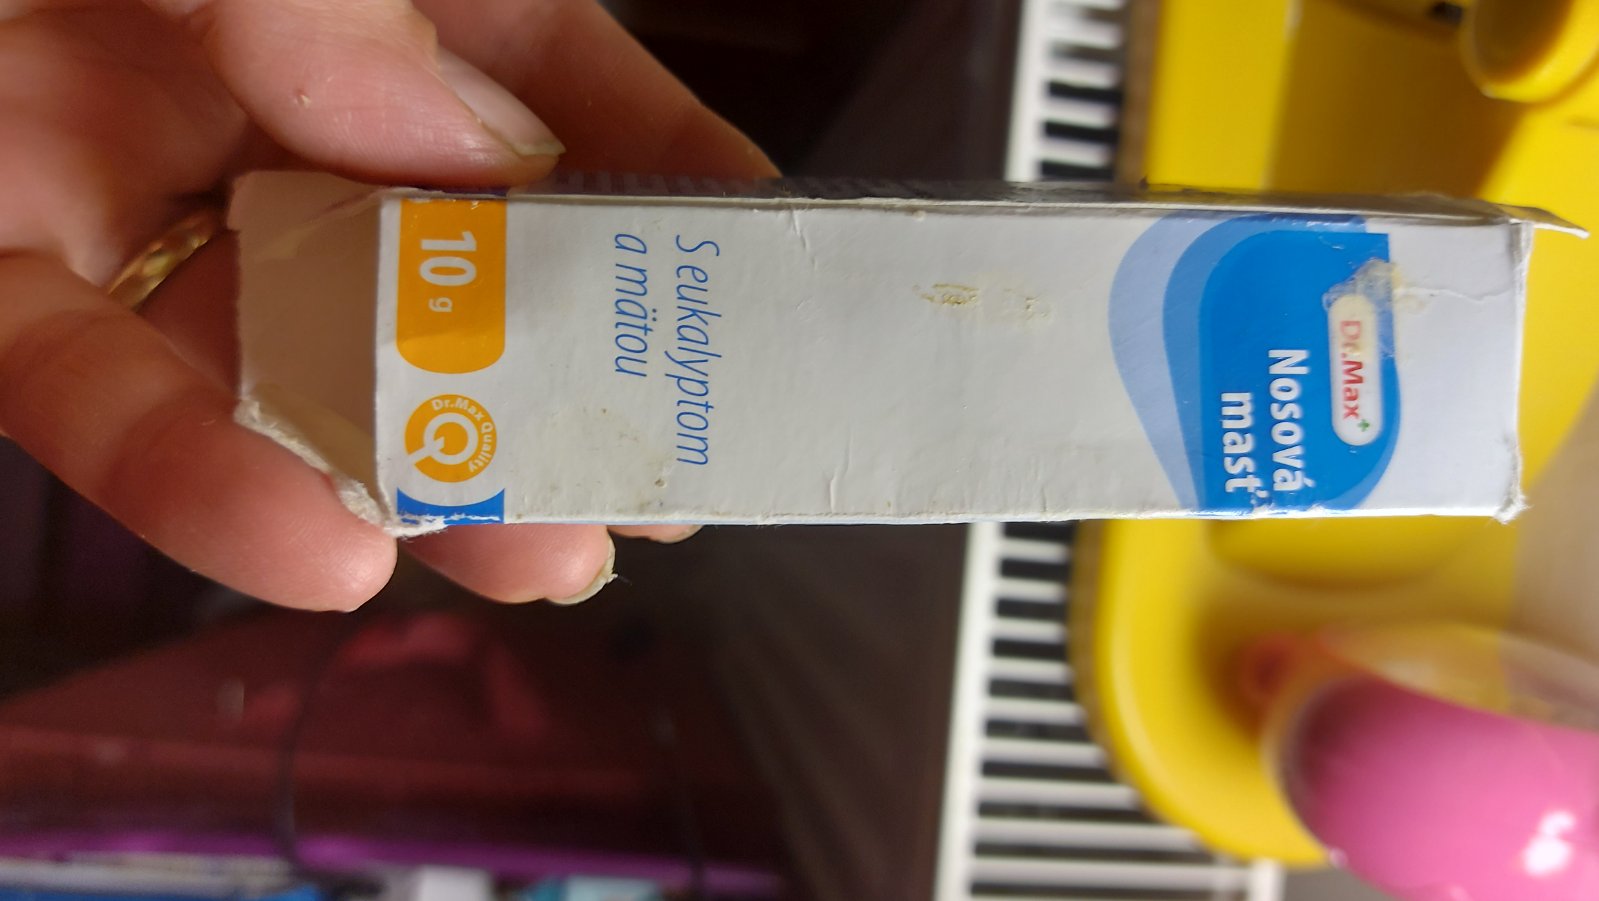 Dr.Max+
Nosová
masť
S eukalyptom
a mätou
10 g
Dr.Max Quality